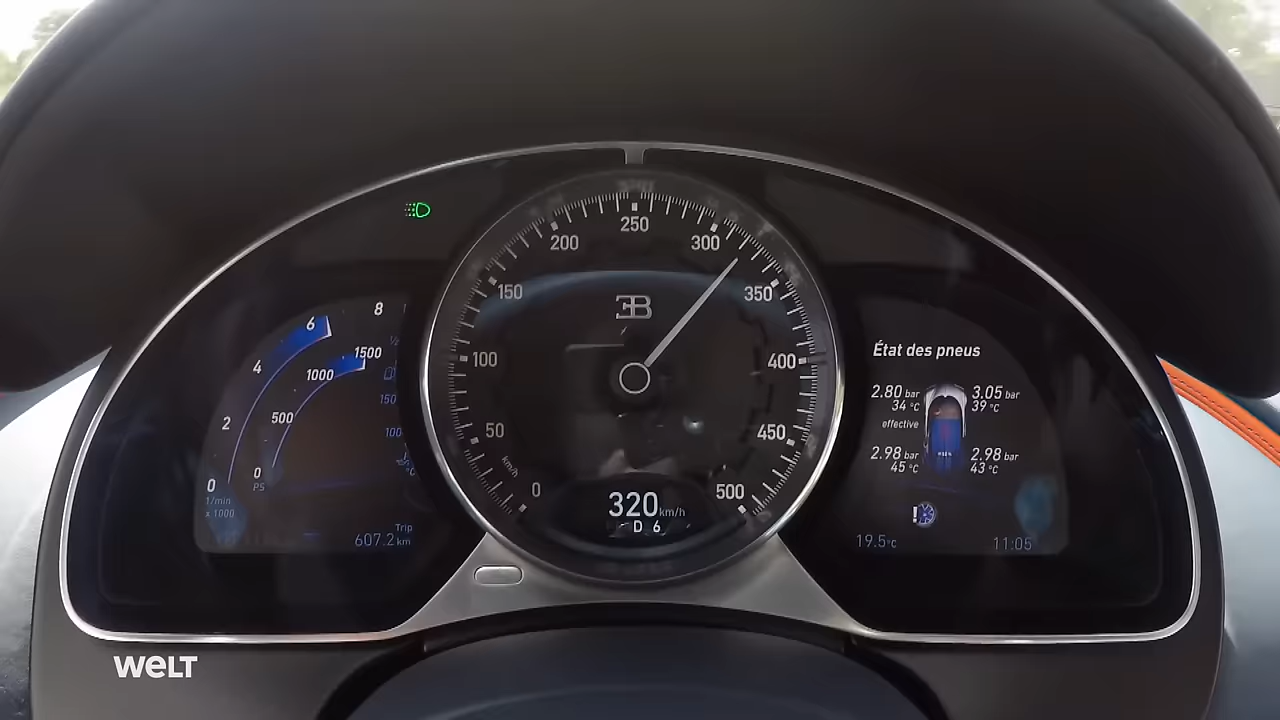 8
6
4
2
0
1/min
x 1000
1500
1000
500
0
PS
150
100
Trip
607.2 km
250
200
300
150
350
100
400
50
450
km/h
0
500
EB
320 km/h
D 6
État des pneus
2.80 bar
34 °C
3.05 bar
39 °C
effective
2.98 bar
45 °C
2.98 bar
43 °C
19.5 °C
11:05
WELT